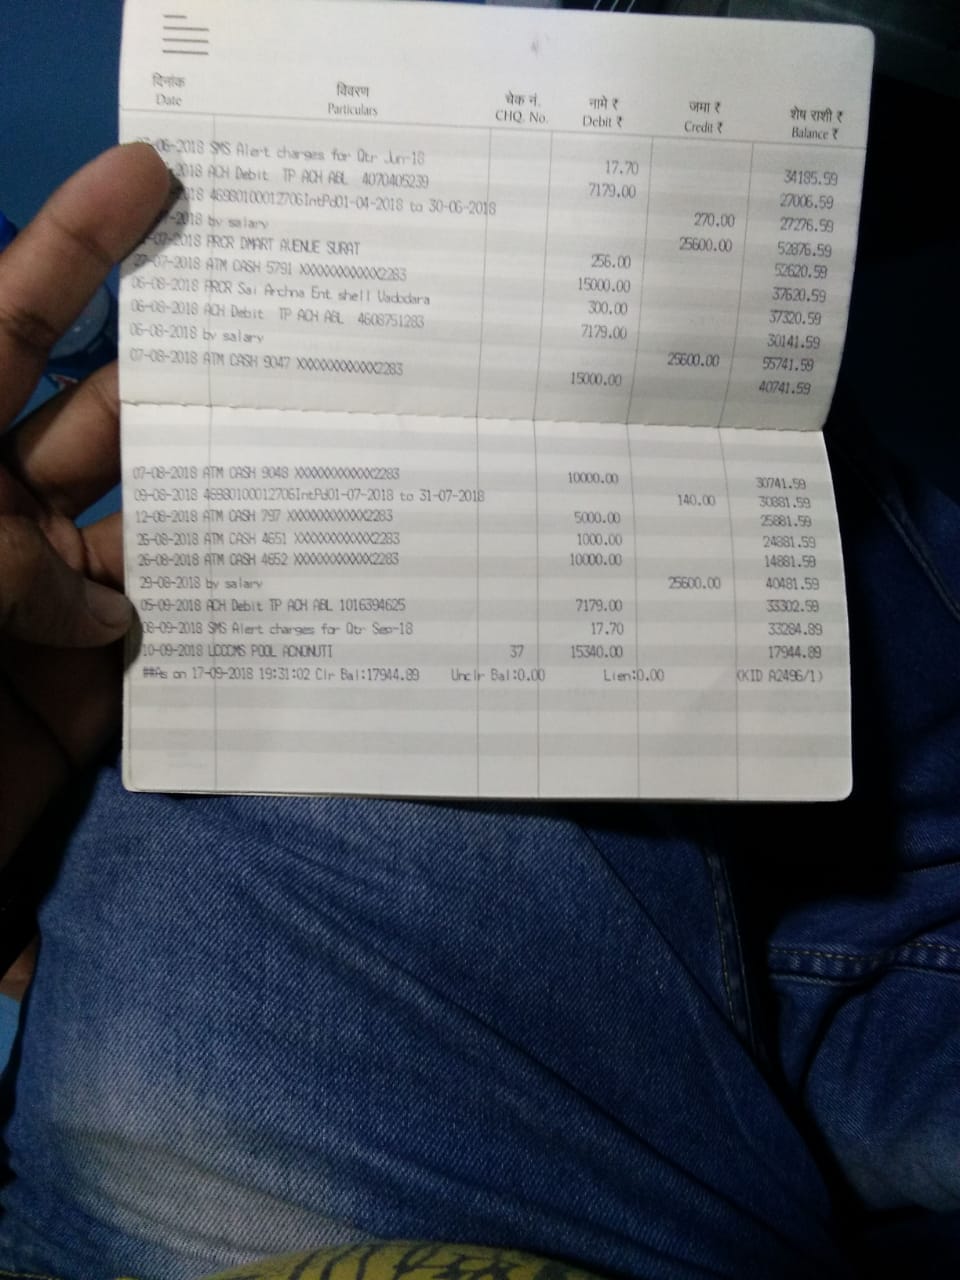 दिनांक विवरण चेक नं. नामे ₹ जमा ₹ शेष राशी ₹
Date Particulars CHQ. No. Debit ₹ Credit ₹ Balance ₹
-06-2018 SMS Alert charges for Qtr Jun-18 17.70 34185.59
2018 ACH Debit TP ACH ABL 4070405239 7179.00 27006.59
2018 46980100012706IntPd01-04-2018 to 30-06-2018 270.00 27276.59
-2018 by salary 25600.00 52876.59
-07-2018 PRCR DMART AVENUE SURAT 256.00 52620.59
27-07-2018 ATM CASH 5791 XXXXXXXXXXXX2283 15000.00 37620.59
06-08-2018 PRCR Sai Archna Ent shell Vadodara 300.00 37320.59
06-08-2018 ACH Debit TP ACH ABL 4608751283 7179.00 30141.59
06-08-2018 by salary 25600.00 55741.59
07-08-2018 ATM CASH 9047 XXXXXXXXXXXX2283 15000.00 40741.59
07-08-2018 ATM CASH 9048 XXXXXXXXXXXX2283 10000.00 30741.59
09-08-2018 46980100012706IntPd01-07-2018 to 31-07-2018 140.00 30881.59
12-08-2018 ATM CASH 797 XXXXXXXXXXXX2283 5000.00 25881.59
26-08-2018 ATM CASH 4651 XXXXXXXXXXXX2283 1000.00 24881.59
26-08-2018 ATM CASH 4652 XXXXXXXXXXXX2283 10000.00 14881.59
29-08-2018 by salary 25600.00 40481.59
05-09-2018 ACH Debit TP ACH ABL 1016394625 7179.00 33302.59
08-09-2018 SMS Alert charges for Qtr Sep-18 17.70 33284.89
10-09-2018 LCCCMS POOL ACNONUTI 37 15340.00 17944.89
##As on 17-09-2018 19:31:02 Clr Bal:17944.89 Unclr Bal:0.00 Lien:0.00 (KID A2496/1)